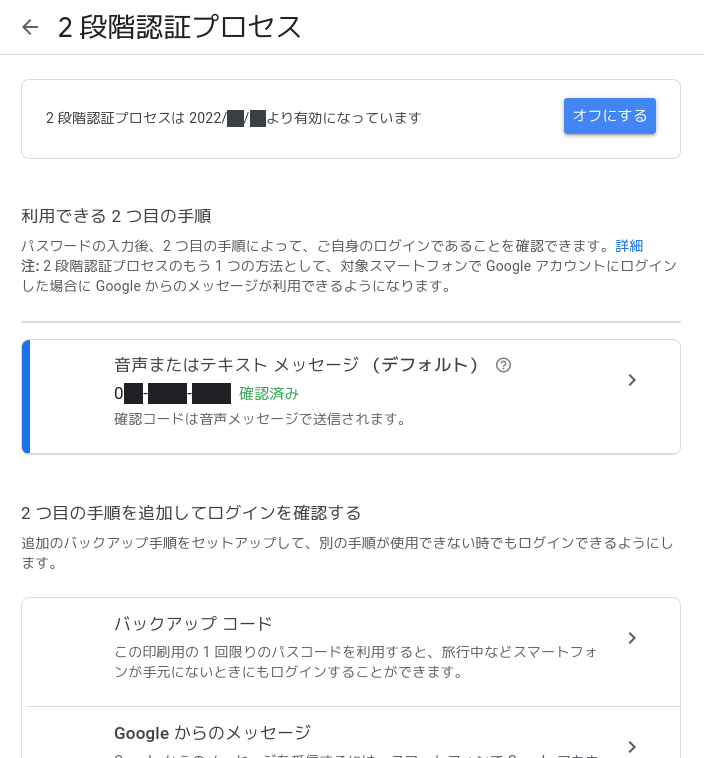 2 段階認証プロセス
2 段階認証プロセスは 2022/ / より有効になっています
オフにする
利用できる 2 つ目の手順
パスワードの入力後、2 つ目の手順によって、ご自身のログインであることを確認できます。詳細
注: 2 段階認証プロセスのもう 1 つの方法として、対象スマートフォンで Google アカウントにログイン
した場合に Google からのメッセージが利用できるようになります。
音声またはテキスト メッセージ （デフォルト）
0 - - 確認済み
確認コードは音声メッセージで送信されます。
2 つ目の手順を追加してログインを確認する
追加のバックアップ手順をセットアップして、別の手順が使用できない時でもログインできるようにし
ます。
バックアップ コード
この印刷用の 1 回限りのパスコードを利用すると、旅行中などスマートフォ
ンが手元にないときにもログインすることができます。
Google からのメッセージ